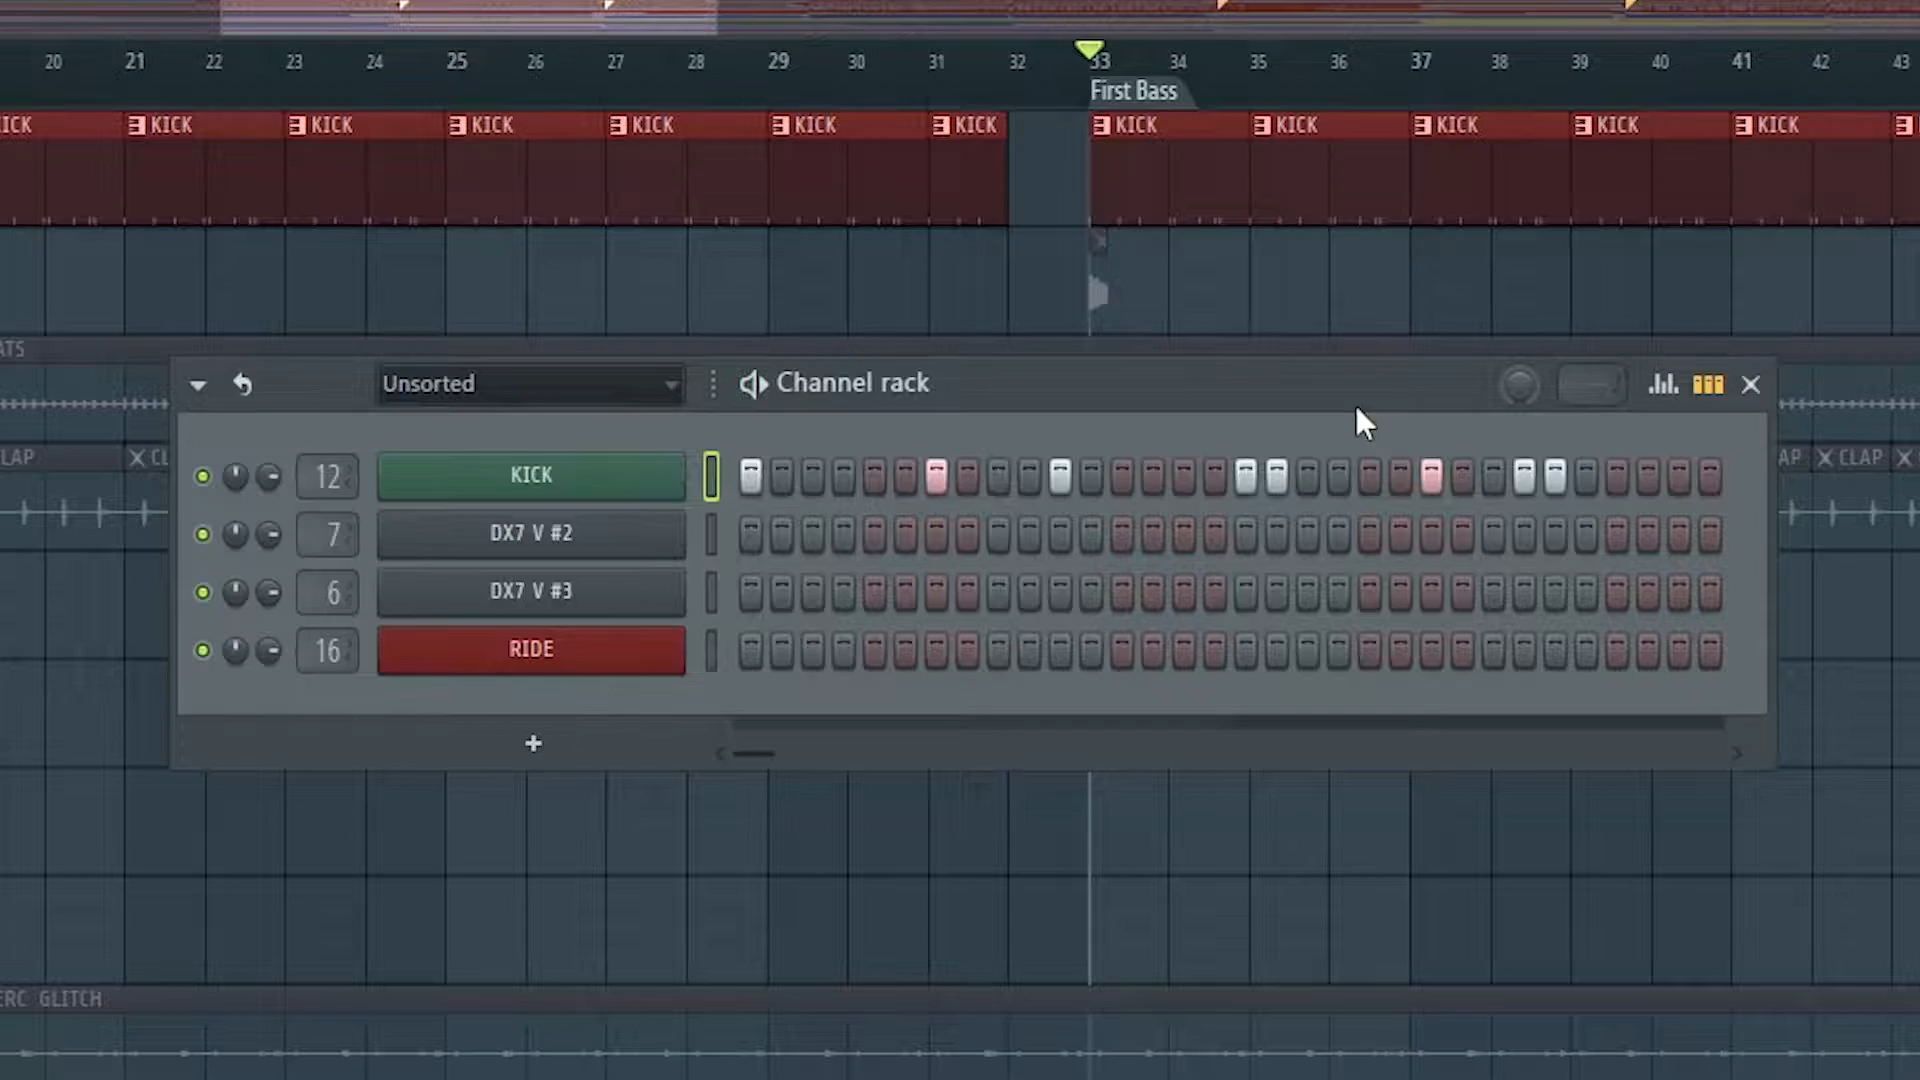 20 21 22 23 24 25 26 27 28 29 30 31 32 33 34 35 36 37 38 39 40 41 42 43
First Bass
ICK KICK KICK KICK KICK KICK KICK KICK KICK KICK KICK KICK
ATS
Unsorted Channel rack
LAP CL AP CLAP
12 KICK
7 DX7 V #2
6 DX7 V #3
16 RIDE
+
ERC GLITCH